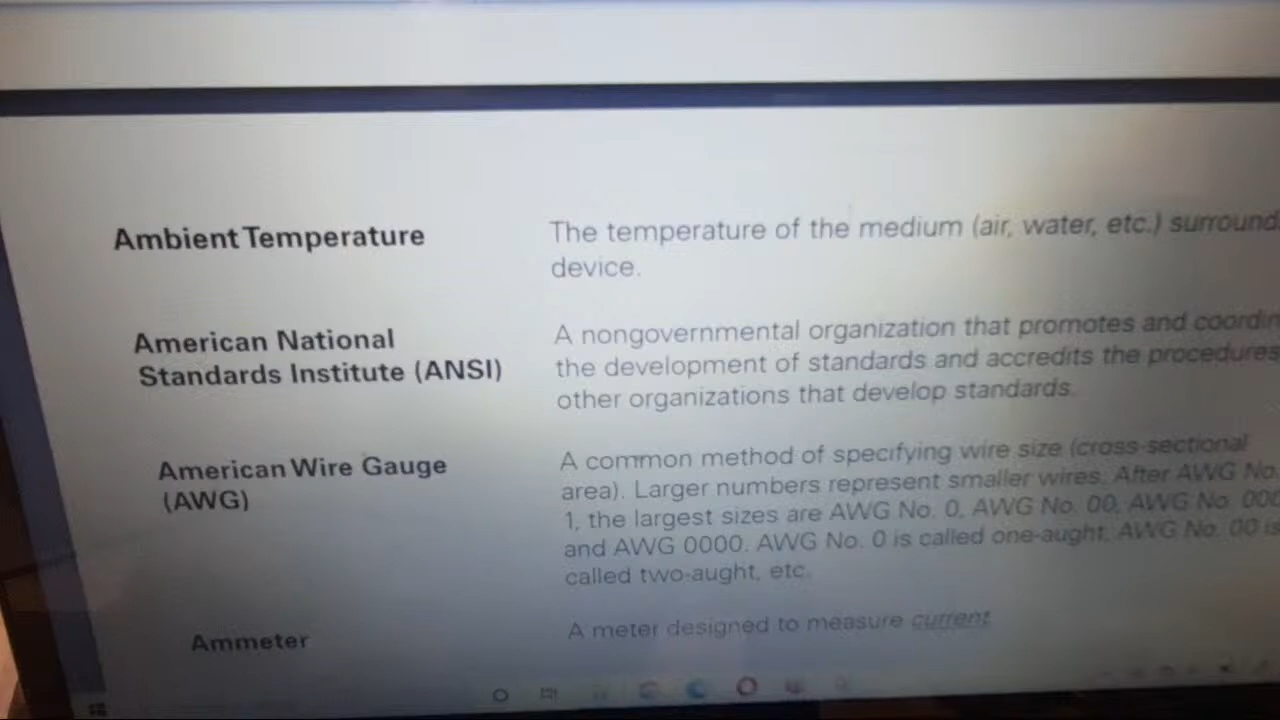 Ambient Temperature
The temperature of the medium (air, water, etc.) surround
device.
American National
Standards Institute (ANSI)
A nongovernmental organization that promotes and coordin
the development of standards and accredits the procedures
other organizations that develop standards.
American Wire Gauge
(AWG)
A common method of specifying wire size (cross-sectional
area). Larger numbers represent smaller wires. After AWG No.
1, the largest sizes are AWG No. 0, AWG No. 00, AWG No. 000
and AWG 0000. AWG No. 0 is called one-aught, AWG No. 00 is
called two-aught, etc.
Ammeter
A meter designed to measure current